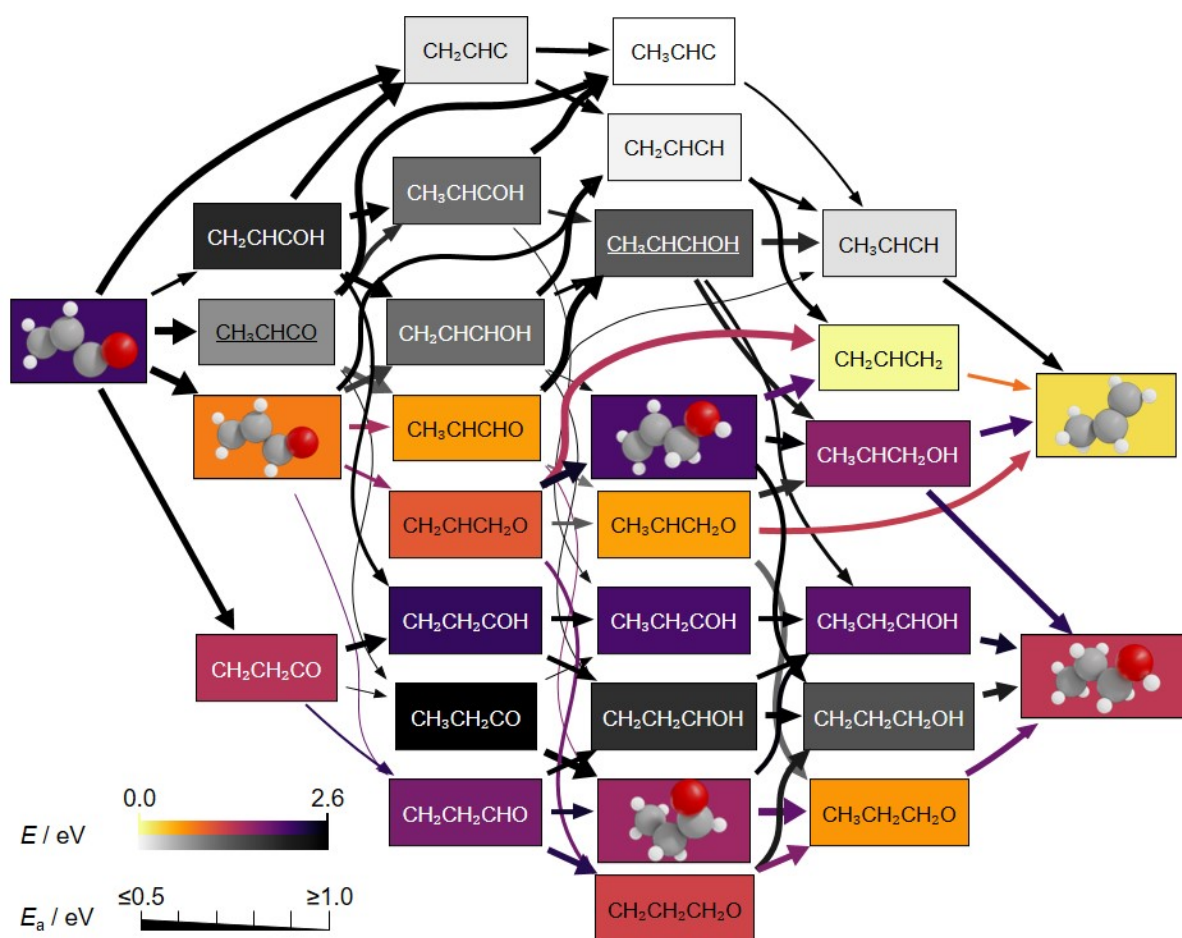 CH₂CHC
CH₃CHC
CH₂CHCH
CH₃CHCOH
CH₂CHCOH
CH₃CHCHOH
CH₃CHCH
CH₃CHCO
CH₂CHCHOH
CH₂CHCH₂
CH₃CHCHO
CH₃CHCH₂OH
CH₂CHCH₂O
CH₃CHCH₂O
CH₂CH₂COH
CH₃CH₂COH
CH₃CH₂CHOH
CH₂CH₂CO
CH₃CH₂CO
CH₂CH₂CHOH
CH₂CH₂CH₂OH
0.0 2.6
E / eV
CH₂CH₂CHO
CH₃CH₂CH₂O
≤0.5 ≥1.0
Eₐ / eV
CH₂CH₂CH₂O